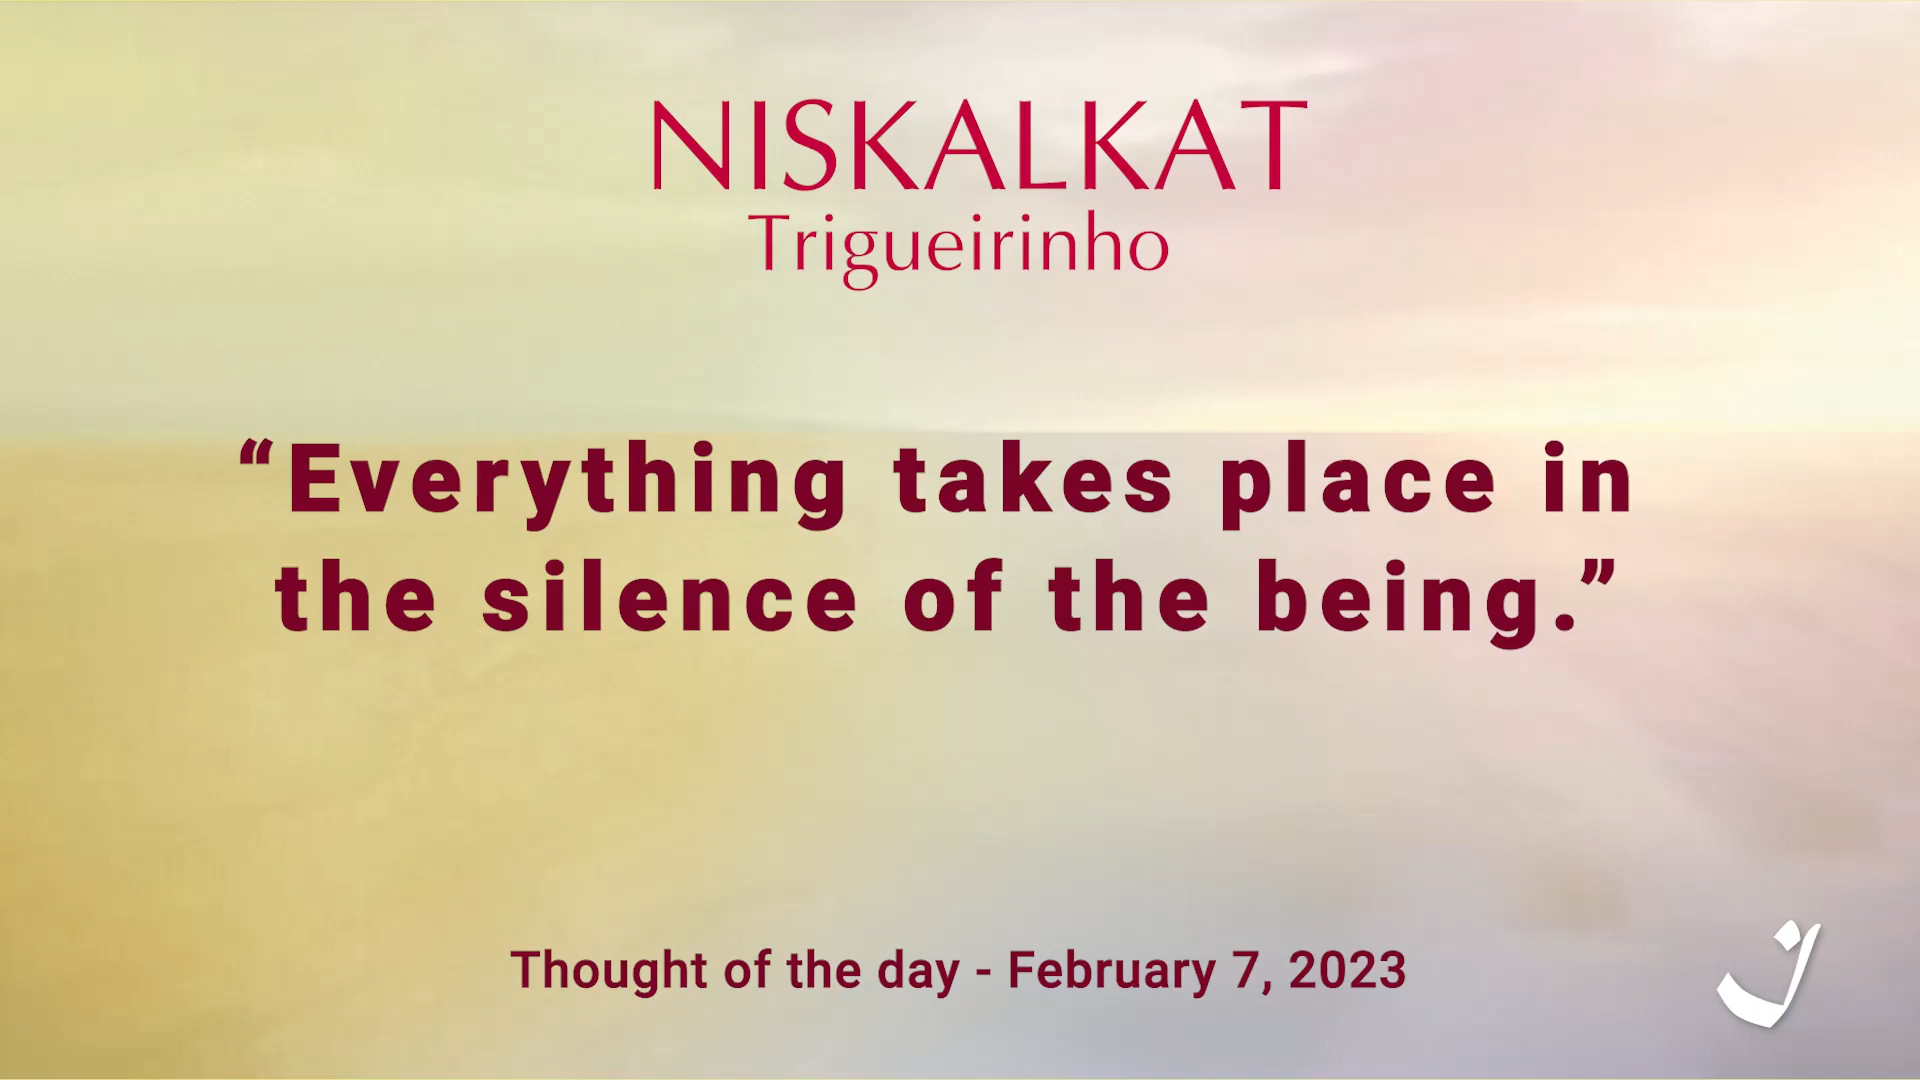 NISKALKAT
Trigueirinho
“Everything takes place in
the silence of the being.”
Thought of the day - February 7, 2023